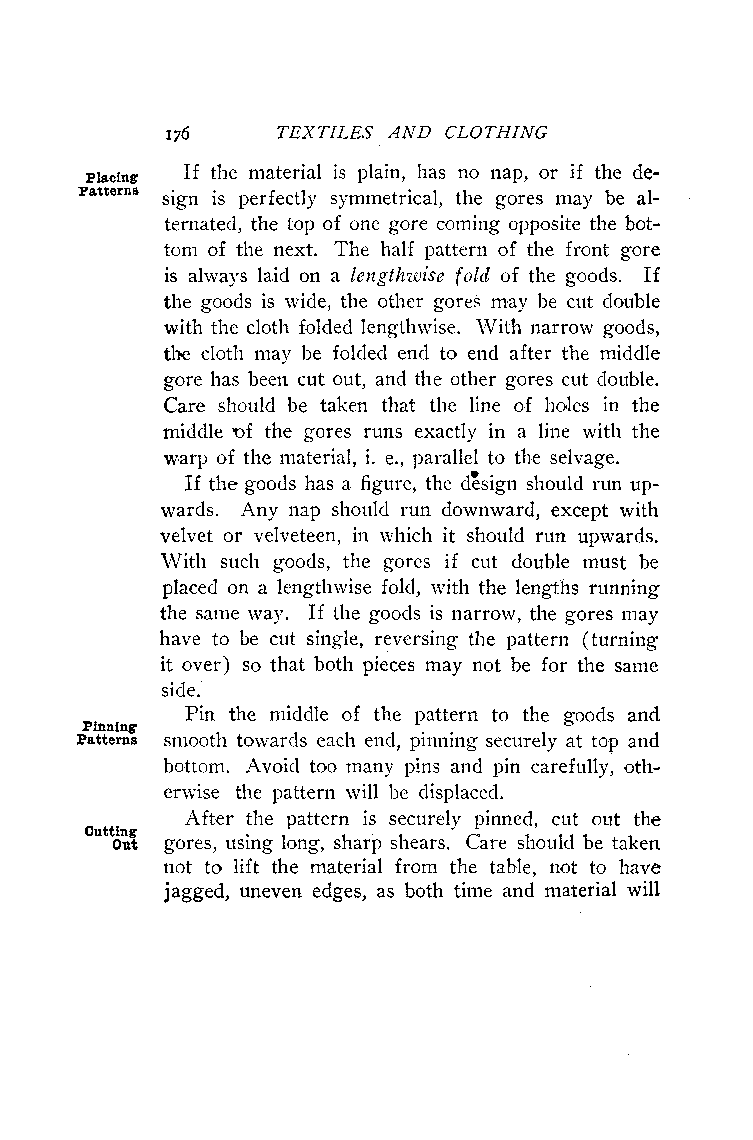 176 TEXTILES AND CLOTHING
Placing
Patterns
If the material is plain, has no nap, or if the de-
sign is perfectly symmetrical, the gores may be al-
ternated, the top of one gore coming opposite the bot-
tom of the next. The half pattern of the front gore
is always laid on a lengthwise fold of the goods. If
the goods is wide, the other gores may be cut double
with the cloth folded lengthwise. With narrow goods,
the cloth may be folded end to end after the middle
gore has been cut out, and the other gores cut double.
Care should be taken that the line of holes in the
middle of the gores runs exactly in a line with the
warp of the material, i. e., parallel to the selvage.
If the goods has a figure, the design should run up-
wards. Any nap should run downward, except with
velvet or velveteen, in which it should run upwards.
With such goods, the gores if cut double must be
placed on a lengthwise fold, with the lengths running
the same way. If the goods is narrow, the gores may
have to be cut single, reversing the pattern (turning
it over) so that both pieces may not be for the same
side.
Pinning
Patterns
Pin the middle of the pattern to the goods and
smooth towards each end, pinning securely at top and
bottom. Avoid too many pins and pin carefully, oth-
erwise the pattern will be displaced.
Cutting
Out
After the pattern is securely pinned, cut out the
gores, using long, sharp shears. Care should be taken
not to lift the material from the table, not to have
jagged, uneven edges, as both time and material will